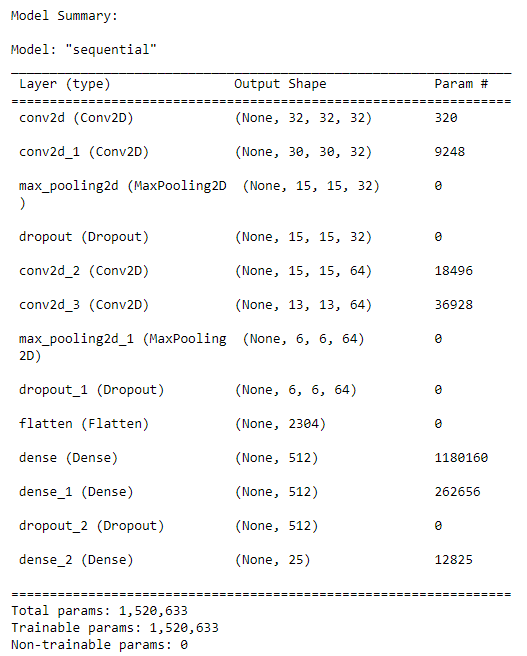 Model Summary:
Model: "sequential"
_________________________________________________________________
Layer (type) Output Shape Param #
=================================================================
conv2d (Conv2D) (None, 32, 32, 32) 320
conv2d_1 (Conv2D) (None, 30, 30, 32) 9248
max_pooling2d (MaxPooling2D (None, 15, 15, 32) 0
)
dropout (Dropout) (None, 15, 15, 32) 0
conv2d_2 (Conv2D) (None, 15, 15, 64) 18496
conv2d_3 (Conv2D) (None, 13, 13, 64) 36928
max_pooling2d_1 (MaxPooling (None, 6, 6, 64) 0
2D)
dropout_1 (Dropout) (None, 6, 6, 64) 0
flatten (Flatten) (None, 2304) 0
dense (Dense) (None, 512) 1180160
dense_1 (Dense) (None, 512) 262656
dropout_2 (Dropout) (None, 512) 0
dense_2 (Dense) (None, 25) 12825
=================================================================
Total params: 1,520,633
Trainable params: 1,520,633
Non-trainable params: 0